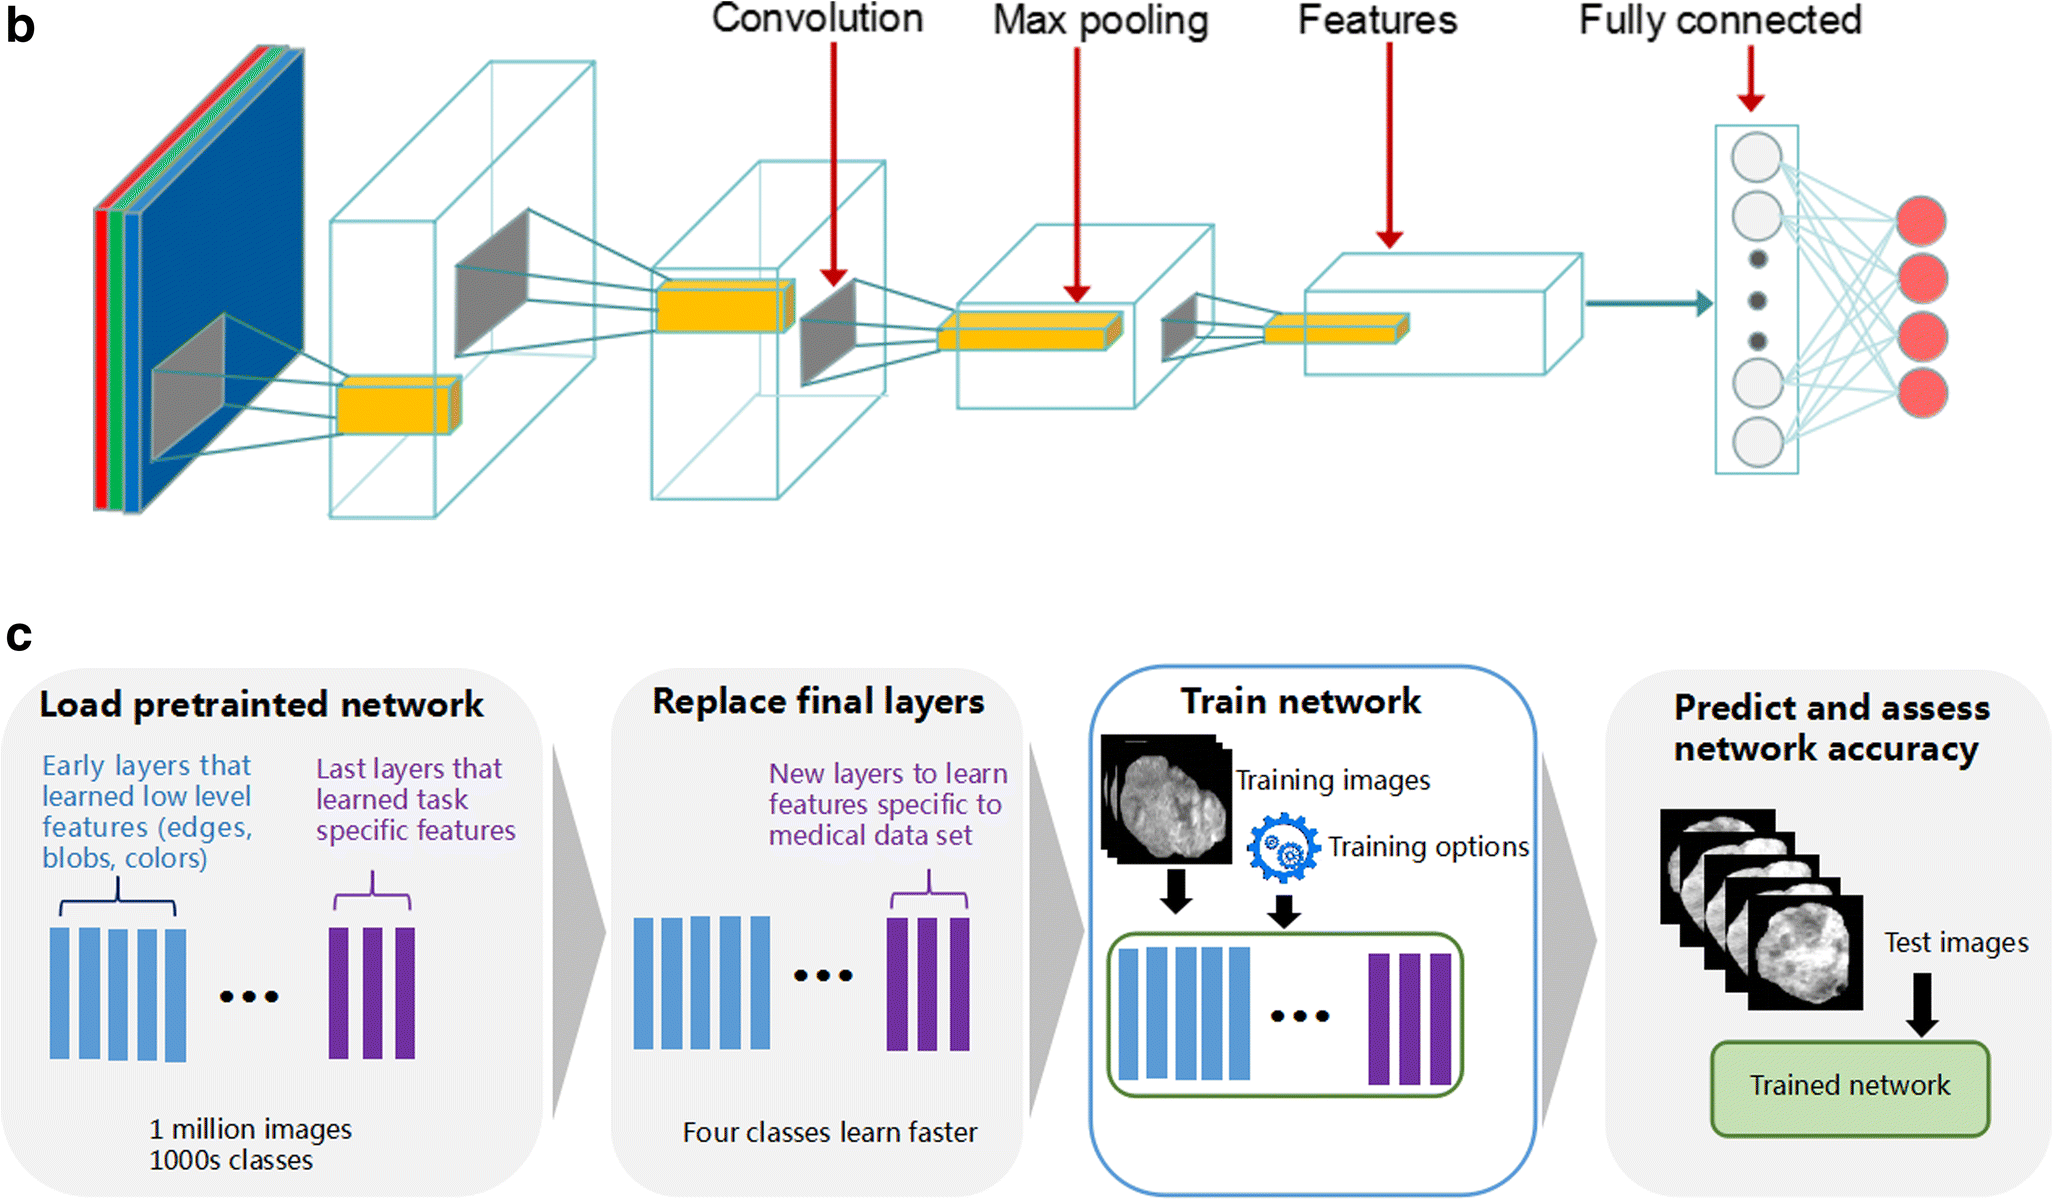 b
Convolution
Max pooling
Features
Fully connected
c
Load pretrainted network
Early layers that
learned low level
features (edges,
blobs, colors)
Last layers that
learned task
specific features
1 million images
1000s classes
Replace final layers
New layers to learn
features specific to
medical data set
Four classes learn faster
Train network
Training images
Training options
Predict and assess
network accuracy
Test images
Trained network